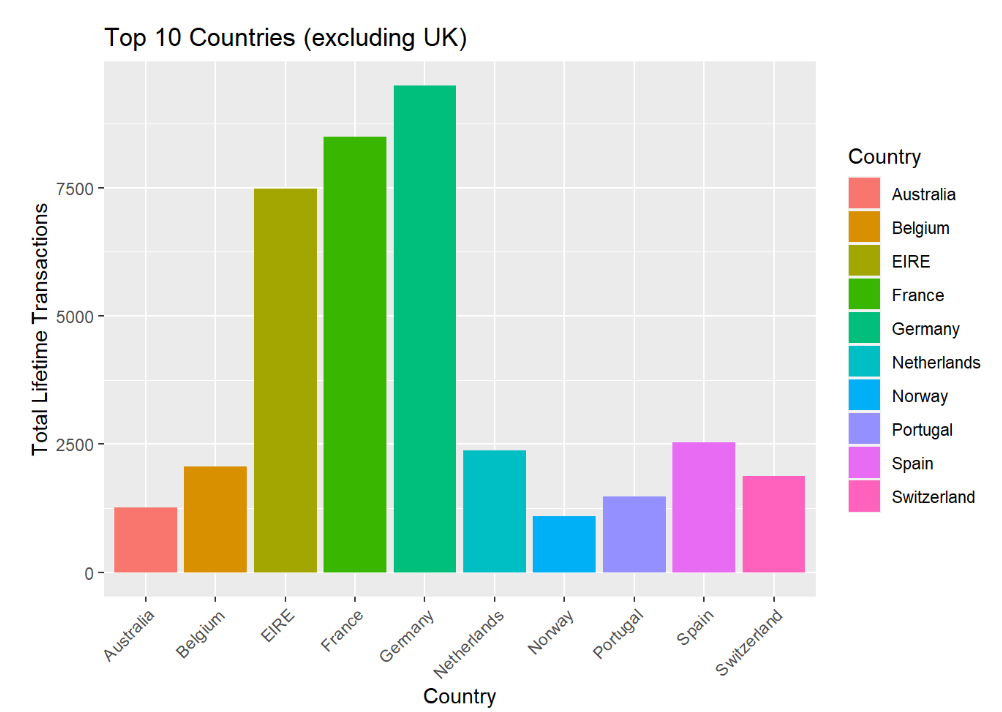 Top 10 Countries (excluding UK)
Total Lifetime Transactions
7500
5000
2500
0
Australia
Belgium
EIRE
France
Germany
Netherlands
Norway
Portugal
Spain
Switzerland
Country
Country
Australia
Belgium
EIRE
France
Germany
Netherlands
Norway
Portugal
Spain
Switzerland